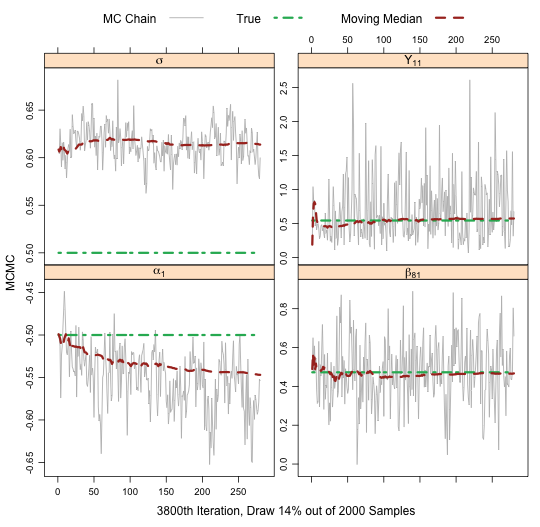 MC Chain True Moving Median
0 50 100 150 200 250
σ Υ₁₁
0.50 0.55 0.60 0.65
0.0 0.5 1.0 1.5 2.0 2.5
MCMC
α₁ β₈₁
-0.65 -0.60 -0.55 -0.50 -0.45
0.0 0.2 0.4 0.6 0.8
0 50 100 150 200 250
3800th Iteration, Draw 14% out of 2000 Samples